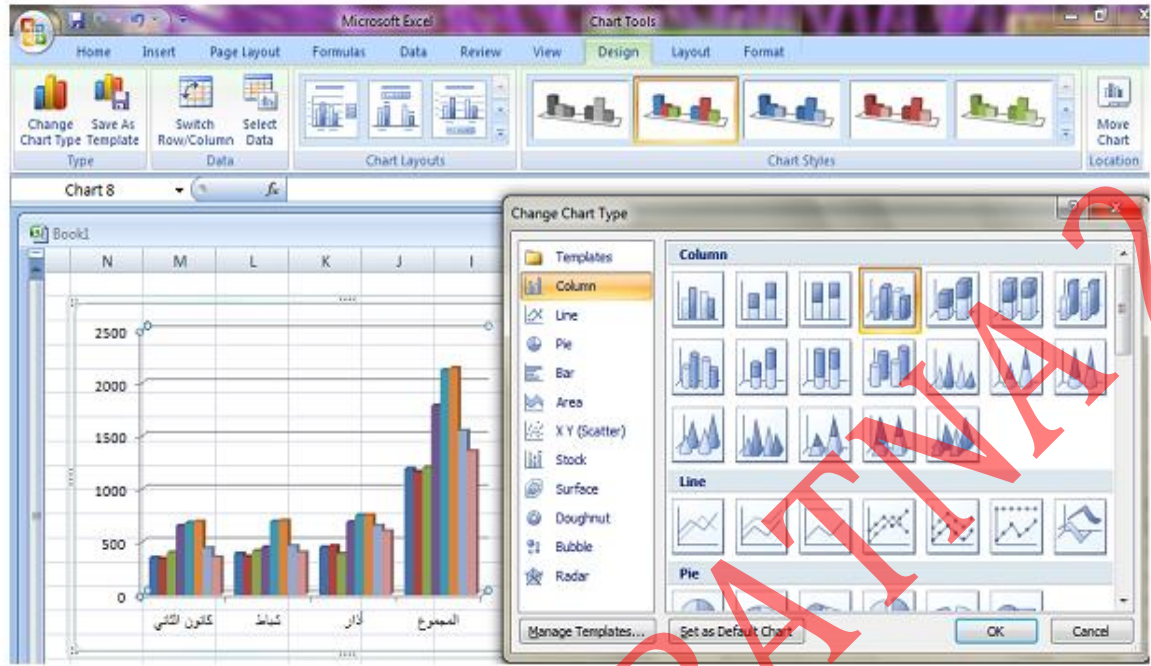 Microsoft Excel
Chart Tools
Home Insert Page Layout Formulas Data Review View Design Layout Format
Change Chart Type
Save As Template
Switch Row/Column
Select Data
Move Chart
Type Data Chart Layouts Chart Styles Location
Chart 8
fx
Book1
N M L K J I
2500
2000
1500
1000
500
0
كانون الثاني شباط آذار المجموع
Change Chart Type
Templates
Column
Line
Pie
Bar
Area
X Y (Scatter)
Stock
Surface
Doughnut
Bubble
Radar
Column
Line
Pie
Manage Templates...
Set as Default Chart
OK
Cancel
PATNA